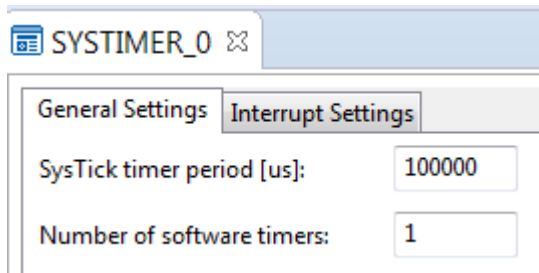 SYSTIMER_0
General Settings Interrupt Settings
SysTick timer period [us]: 100000
Number of software timers: 1